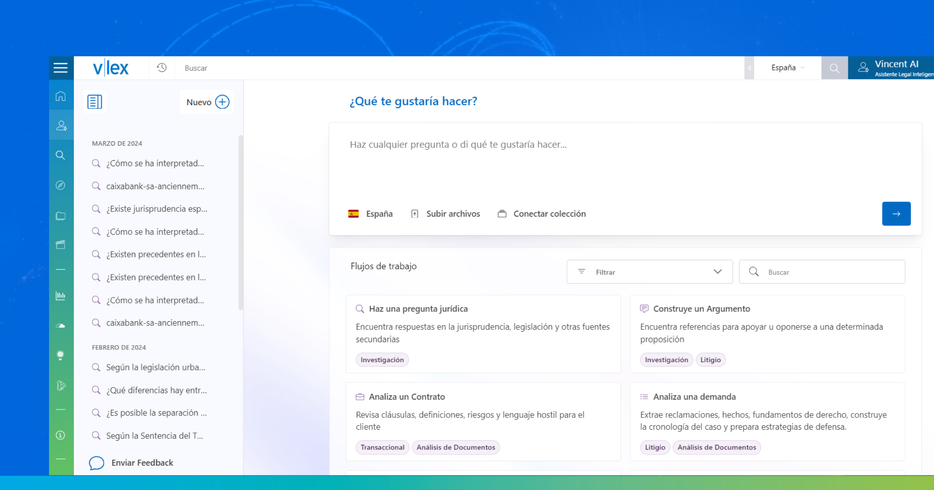 vlex
Buscar
España
Vincent AI
Asistente Legal Inteligen
Nuevo
MARZO DE 2024
¿Cómo se ha interpretad...
caixabank-sa-anciennem...
¿Existe jurisprudencia esp...
¿Cómo se ha interpretad...
¿Existen precedentes en l...
¿Existen precedentes en l...
¿Cómo se ha interpretad...
caixabank-sa-anciennem...
FEBRERO DE 2024
Según la legislación urba...
¿Qué diferencias hay entr...
¿Es posible la separación ...
Según la Sentencia del T...
Enviar Feedback
¿Qué te gustaría hacer?
Haz cualquier pregunta o di qué te gustaría hacer...
España
Subir archivos
Conectar colección
Flujos de trabajo
Filtrar
Buscar
Haz una pregunta jurídica
Encuentra respuestas en la jurisprudencia, legislación y otras fuentes
secundarias
Investigación
Construye un Argumento
Encuentra referencias para apoyar u oponerse a una determinada
proposición
Investigación
Litigio
Analiza un Contrato
Revisa cláusulas, definiciones, riesgos y lenguaje hostil para el
cliente
Transaccional
Análisis de Documentos
Analiza una demanda
Extrae reclamaciones, hechos, fundamentos de derecho, construye
la cronología del caso y prepara estrategias de defensa.
Litigio
Análisis de Documentos